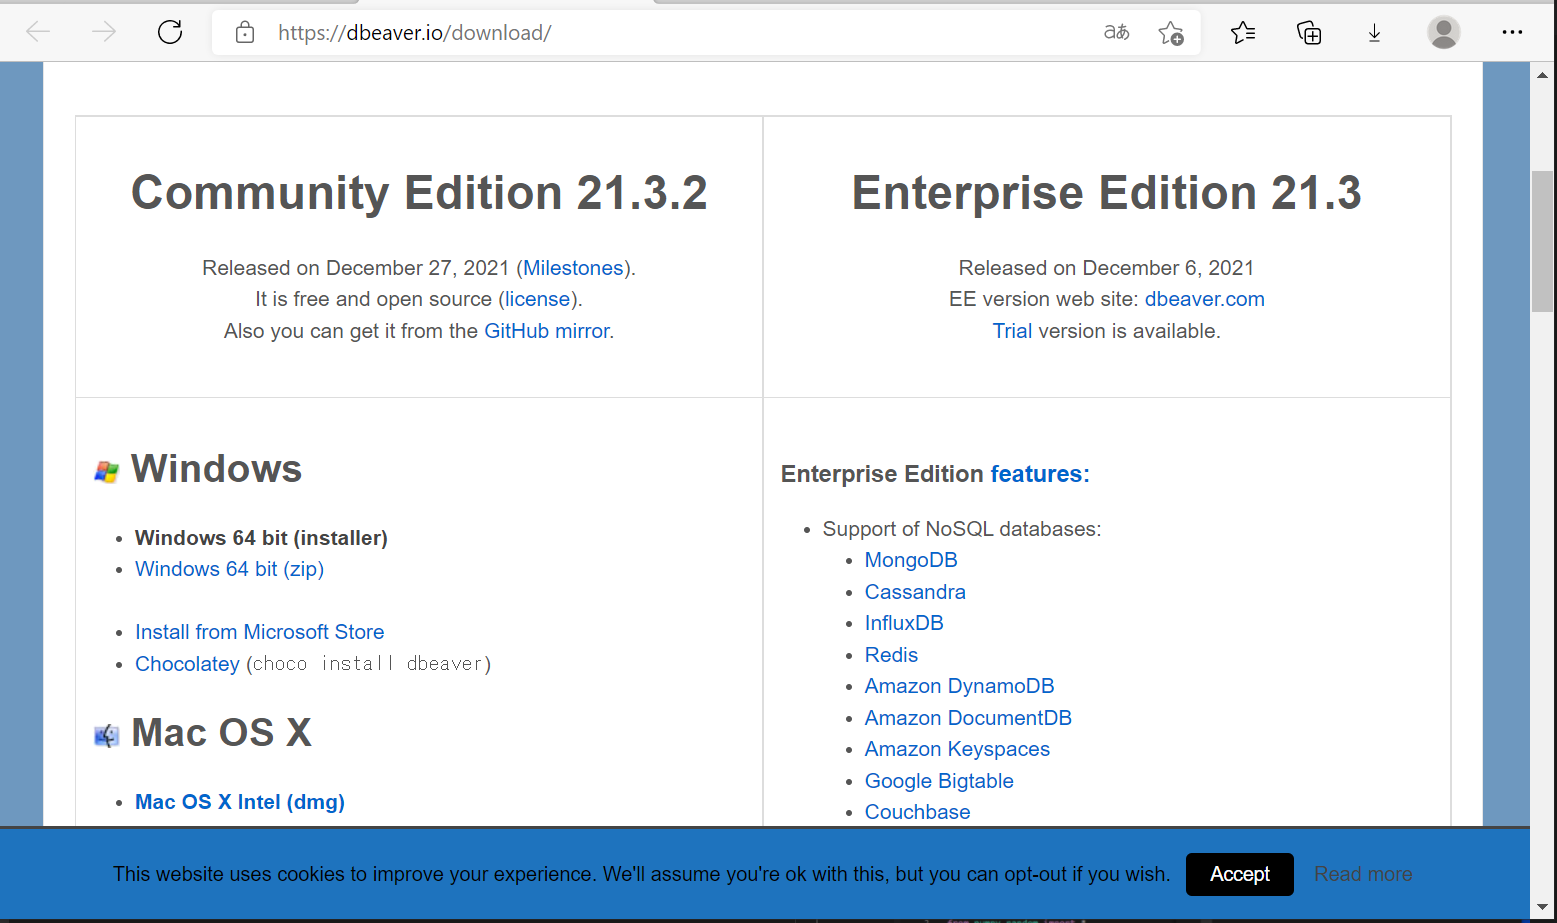 https://dbeaver.io/download/
aあ
Community Edition 21.3.2
Released on December 27, 2021 (Milestones).
It is free and open source (license).
Also you can get it from the GitHub mirror.
Enterprise Edition 21.3
Released on December 6, 2021
EE version web site: dbeaver.com
Trial version is available.
Windows
Windows 64 bit (installer)
Windows 64 bit (zip)
Install from Microsoft Store
Chocolatey (choco install dbeaver)
Mac OS X
Mac OS X Intel (dmg)
Enterprise Edition features:
Support of NoSQL databases:
MongoDB
Cassandra
InfluxDB
Redis
Amazon DynamoDB
Amazon DocumentDB
Amazon Keyspaces
Google Bigtable
Couchbase
This website uses cookies to improve your experience. We'll assume you're ok with this, but you can opt-out if you wish. Accept Read more